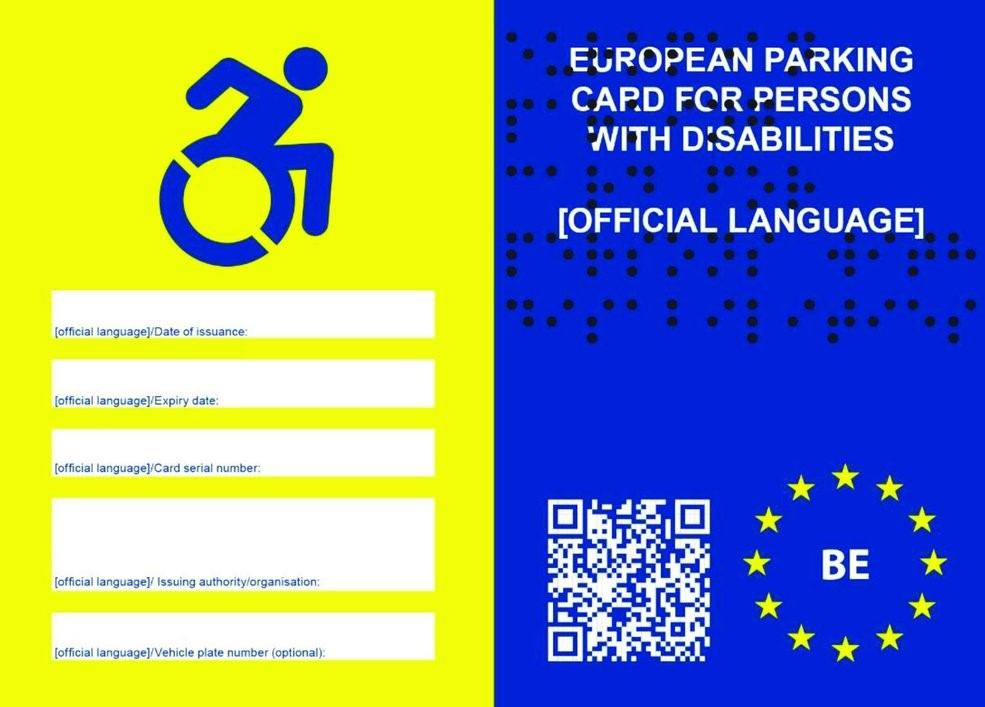 [official language]/Date of issuance:
[official language]/Expiry date:
[official language]/Card serial number:
[official language]/ Issuing authority/organisation:
[official language]/Vehicle plate number (optional):
EUROPEAN PARKING
CARD FOR PERSONS
WITH DISABILITIES
[OFFICIAL LANGUAGE]
BE